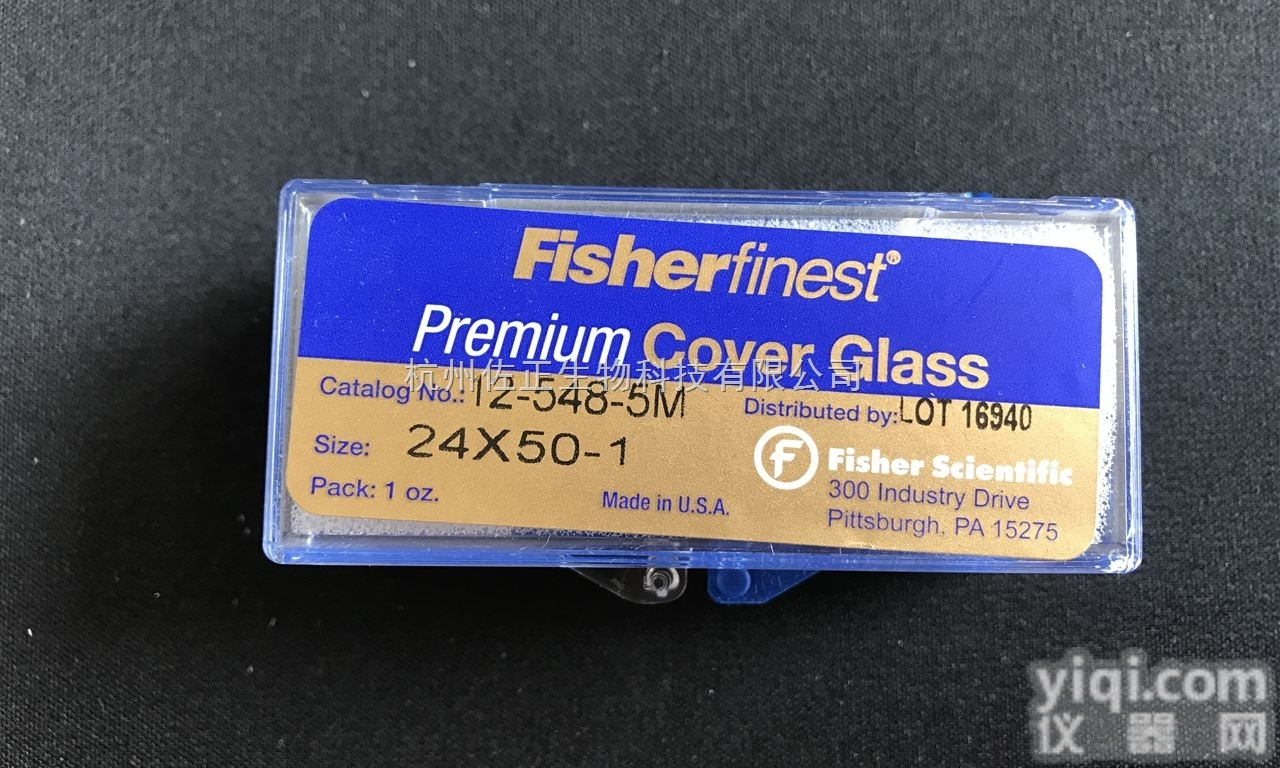 Fisherfinest®
Premium Cover Glass
杭州佐正生物科技有限公司
Catalog No.: 12-548-5M
Size: 24X50-1
Pack: 1 oz.
Made in U.S.A.
Distributed by: LOT 16940
F Fisher Scientific
300 Industry Drive
Pittsburgh, PA 15275
yiqi.com
仪器网